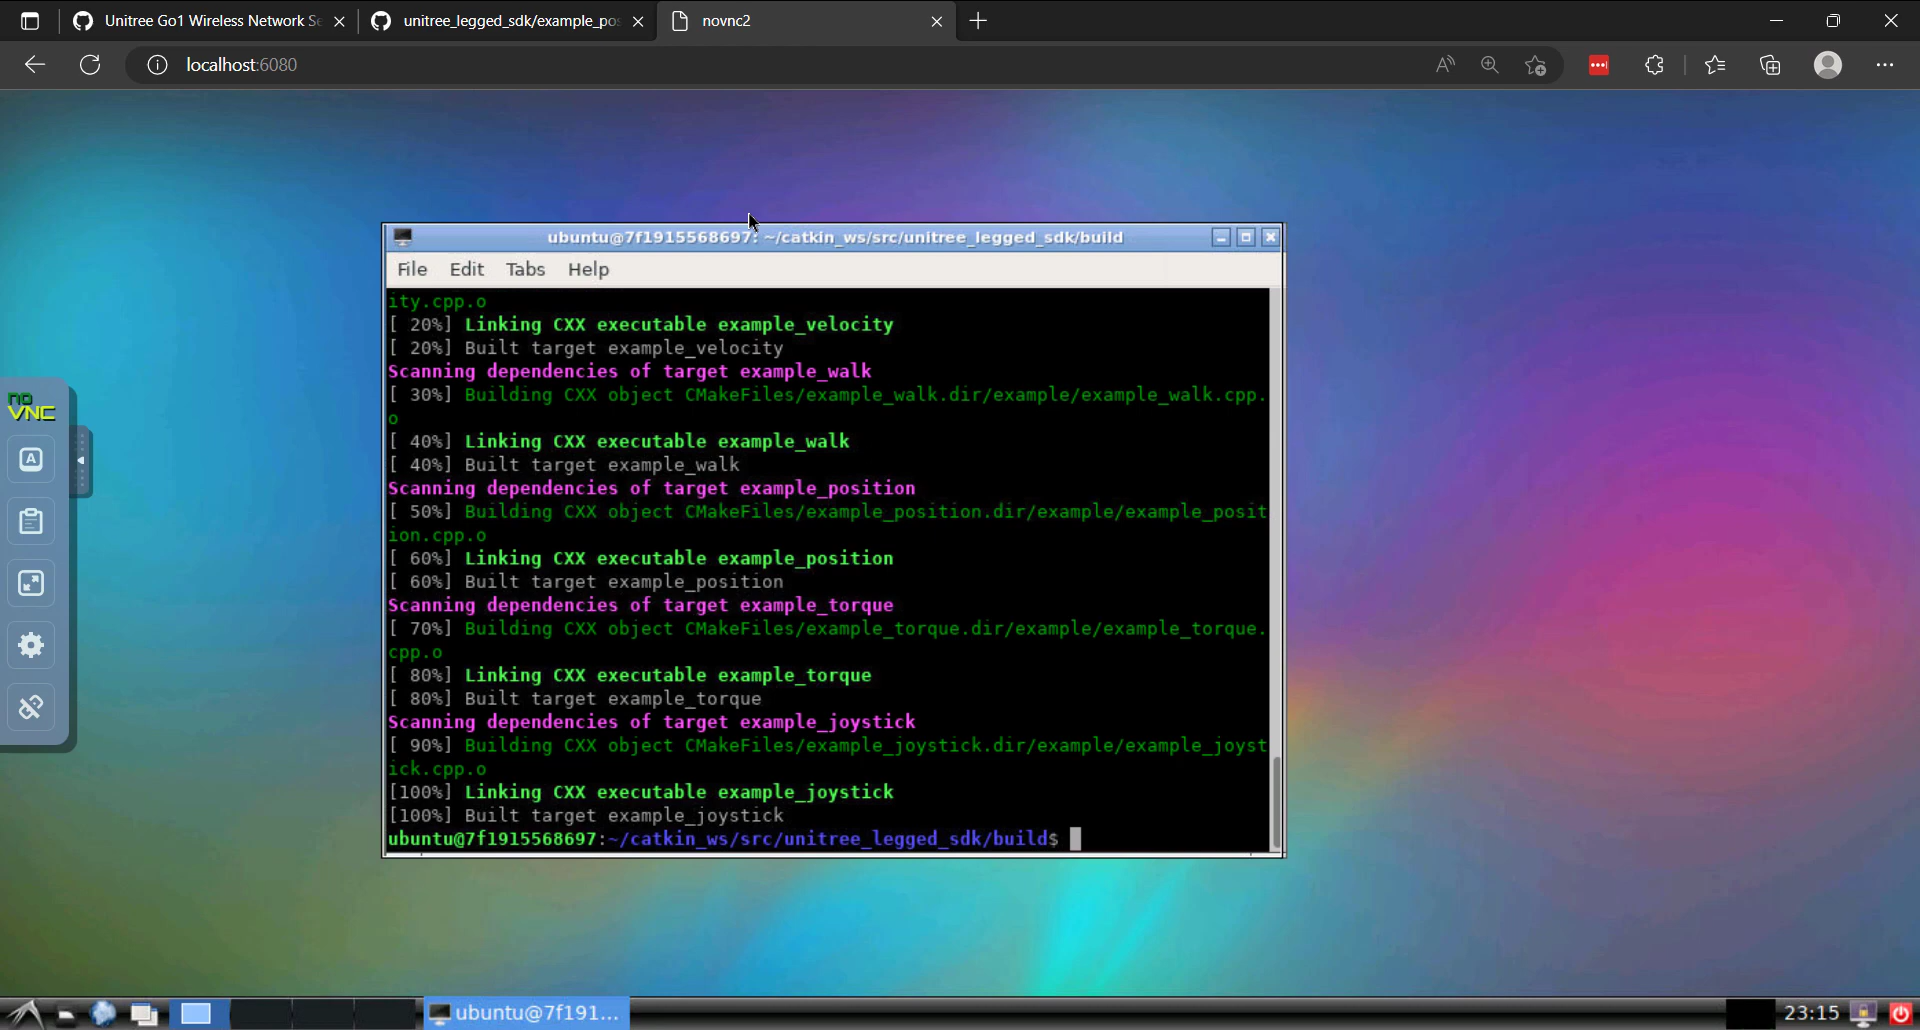 Unitree Go1 Wireless Network Se
unitree_legged_sdk/example_pos
novnc2
localhost:6080
ubuntu@7f1915568697: ~/catkin_ws/src/unitree_legged_sdk/build
File Edit Tabs Help
ity.cpp.o
[ 20%] Linking CXX executable example_velocity
[ 20%] Built target example_velocity
Scanning dependencies of target example_walk
[ 30%] Building CXX object CMakeFiles/example_walk.dir/example/example_walk.cpp.
o
[ 40%] Linking CXX executable example_walk
[ 40%] Built target example_walk
Scanning dependencies of target example_position
[ 50%] Building CXX object CMakeFiles/example_position.dir/example/example_posit
ion.cpp.o
[ 60%] Linking CXX executable example_position
[ 60%] Built target example_position
Scanning dependencies of target example_torque
[ 70%] Building CXX object CMakeFiles/example_torque.dir/example/example_torque.
cpp.o
[ 80%] Linking CXX executable example_torque
[ 80%] Built target example_torque
Scanning dependencies of target example_joystick
[ 90%] Building CXX object CMakeFiles/example_joystick.dir/example/example_joyst
ick.cpp.o
[100%] Linking CXX executable example_joystick
[100%] Built target example_joystick
ubuntu@7f1915568697:~/catkin_ws/src/unitree_legged_sdk/build$
no
VNC
A
ubuntu@7f191...
23:15